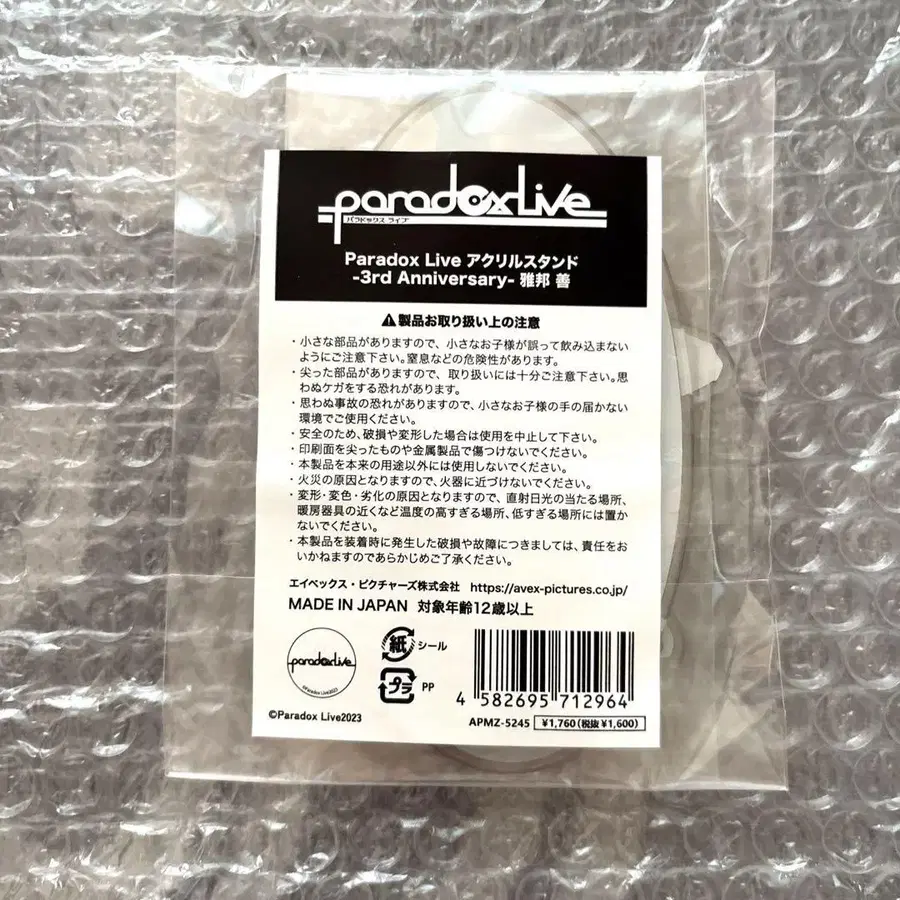 paradoxLive
パラドックス ライブ
Paradox Live アクリルスタンド
-3rd Anniversary- 雅邦 善
⚠製品お取り扱い上の注意
・小さな部品がありますので、小さなお子様が誤って飲み込まない
ようにご注意下さい。窒息などの危険性があります。
・尖った部品がありますので、取り扱いには十分ご注意下さい。思
わぬケガをする恐れがあります。
・思わぬ事故の恐れがありますので、小さなお子様の手の届かない
環境でご使用ください。
・安全のため、破損や変形した場合は使用を中止して下さい。
・印刷面を尖ったものや金属製品で傷つけないでください。
・本製品を本来の用途以外には使用しないでください。
・火災の原因となりますので、火器に近づけないでください。
・変形・変色・劣化の原因となりますので、直射日光の当たる場所、
暖房器具の近くなど温度の高すぎる場所、低すぎる場所には置か
ないでください。
・本製品を装着時に発生した破損や故障につきましては、責任をお
いかねますのであらかじめご了承ください。
エイベックス・ピクチャーズ株式会社 https://avex-pictures.co.jp/
MADE IN JAPAN 対象年齢12歳以上
paradoxLive
©Paradox Live2023
紙 シール
プラ PP
4 582695 712964
©Paradox Live2023
APMZ-5245 ¥1,760(税抜¥1,600)